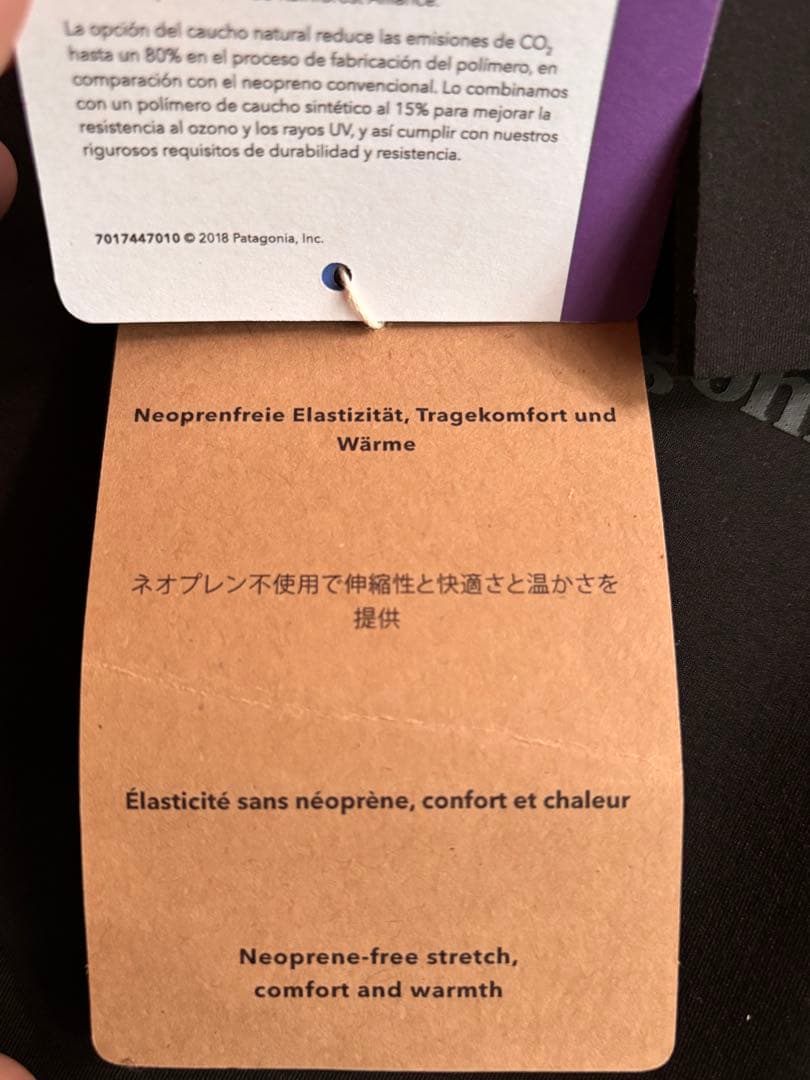 Rainforest Alliance.
La opción del caucho natural reduce las emisiones de CO₂
hasta un 80% en el proceso de fabricación del polímero, en
comparación con el neopreno convencional. Lo combinamos
con un polímero de caucho sintético al 15% para mejorar la
resistencia al ozono y los rayos UV, y así cumplir con nuestros
rigurosos requisitos de durabilidad y resistencia.
7017447010 © 2018 Patagonia, Inc.
Neoprenfreie Elastizität, Tragekomfort und
Wärme
ネオプレン不使用で伸縮性と快適さと温かさを
提供
Élasticité sans néoprène, confort et chaleur
Neoprene-free stretch,
comfort and warmth